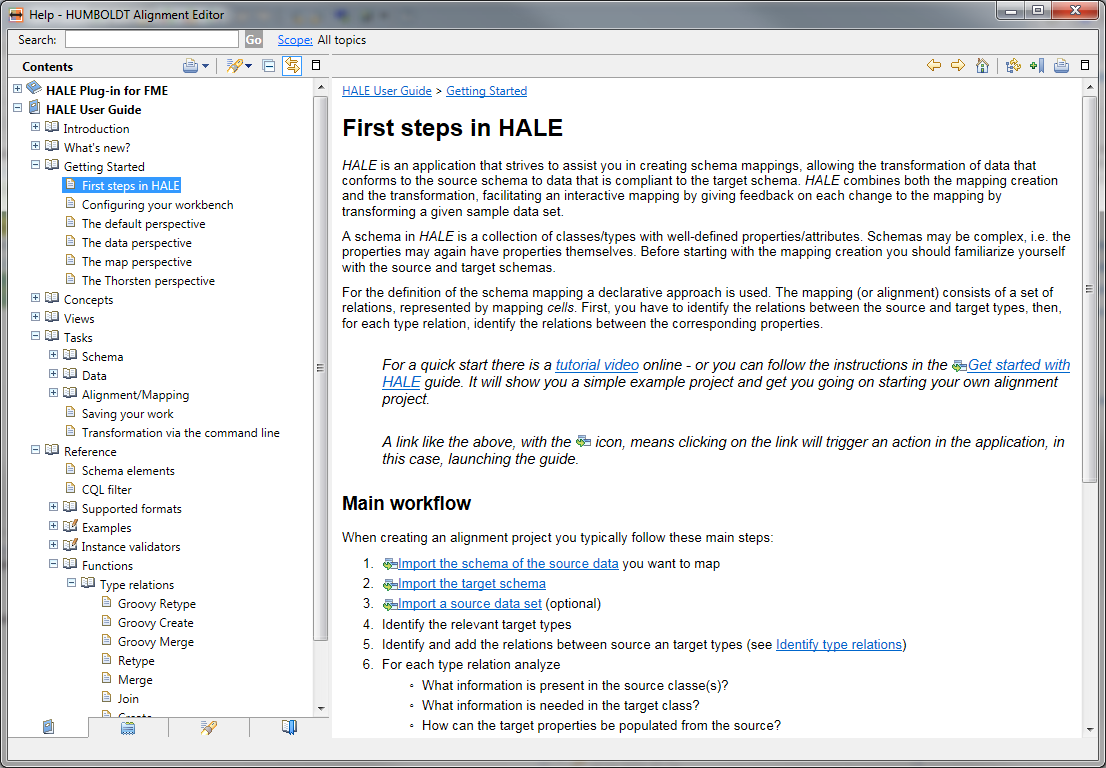 Help - HUMBOLDT Alignment Editor
Search:
Go
Scope: All topics
Contents
HALE Plug-in for FME
HALE User Guide
Introduction
What's new?
Getting Started
First steps in HALE
Configuring your workbench
The default perspective
The data perspective
The map perspective
The Thorsten perspective
Concepts
Views
Tasks
Schema
Data
Alignment/Mapping
Saving your work
Transformation via the command line
Reference
Schema elements
CQL filter
Supported formats
Examples
Instance validators
Functions
Type relations
Groovy Retype
Groovy Create
Groovy Merge
Retype
Merge
Join
Create
HALE User Guide > Getting Started
First steps in HALE
HALE is an application that strives to assist you in creating schema mappings, allowing the transformation of data that
conforms to the source schema to data that is compliant to the target schema. HALE combines both the mapping creation
and the transformation, facilitating an interactive mapping by giving feedback on each change to the mapping by
transforming a given sample data set.
A schema in HALE is a collection of classes/types with well-defined properties/attributes. Schemas may be complex, i.e. the
properties may again have properties themselves. Before starting with the mapping creation you should familiarize yourself
with the source and target schemas.
For the definition of the schema mapping a declarative approach is used. The mapping (or alignment) consists of a set of
relations, represented by mapping cells. First, you have to identify the relations between the source and target types, then,
for each type relation, identify the relations between the corresponding properties.
For a quick start there is a tutorial video online - or you can follow the instructions in the Get started with
HALE guide. It will show you a simple example project and get you going on starting your own alignment
project.
A link like the above, with the icon, means clicking on the link will trigger an action in the application, in
this case, launching the guide.
Main workflow
When creating an alignment project you typically follow these main steps:
1. Import the schema of the source data you want to map
2. Import the target schema
3. Import a source data set (optional)
4. Identify the relevant target types
5. Identify and add the relations between source an target types (see Identify type relations)
6. For each type relation analyze
◦ What information is present in the source classe(s)?
◦ What information is needed in the target class?
◦ How can the target properties be populated from the source?